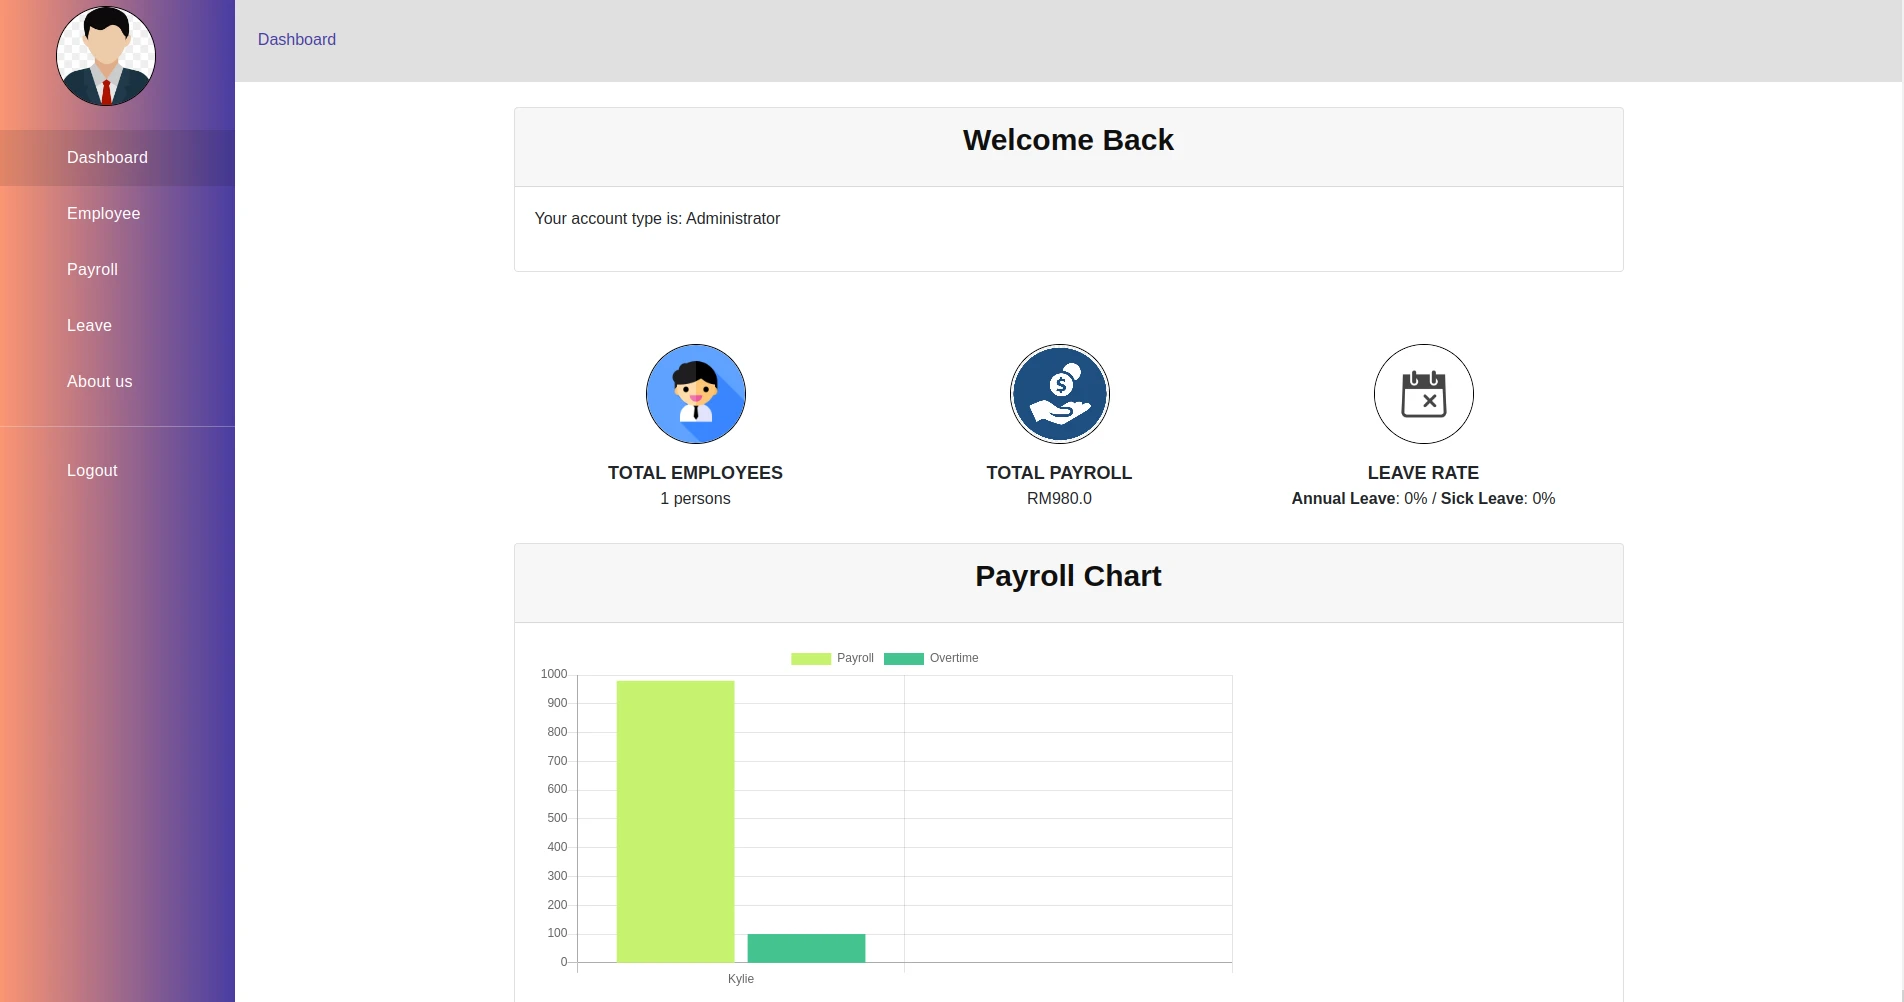 Dashboard
Dashboard
Employee
Payroll
Leave
About us
Logout
Welcome Back
Your account type is: Administrator
$
TOTAL EMPLOYEES
1 persons
TOTAL PAYROLL
RM980.0
LEAVE RATE
Annual Leave: 0% / Sick Leave: 0%
Payroll Chart
Payroll Overtime
1000
900
800
700
600
500
400
300
200
100
0
Kylie